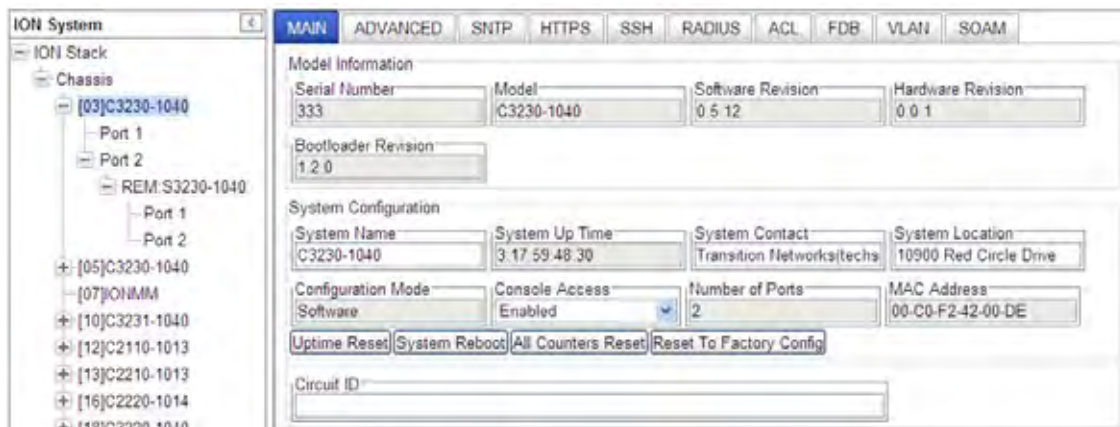 ION System
ION Stack
Chassis
[03]C3230-1040
Port 1
Port 2
REM:S3230-1040
Port 1
Port 2
[05]C3230-1040
[07]IONMM
[10]C3231-1040
[12]C2110-1013
[13]C2210-1013
[16]C2220-1014
MAIN ADVANCED SNTP HTTPS SSH RADIUS ACL FDB VLAN SOAM
Model Information
Serial Number Model Software Revision Hardware Revision
333 C3230-1040 0.5.12 0.0.1
Bootloader Revision
1.2.0
System Configuration
System Name System Up Time System Contact System Location
C3230-1040 3.17:59:48.30 Transition Networks(techs 10900 Red Circle Drive
Configuration Mode Console Access Number of Ports MAC Address
Software Enabled 2 00-C0-F2-42-00-DE
Uptime Reset System Reboot All Counters Reset Reset To Factory Config
Circuit ID